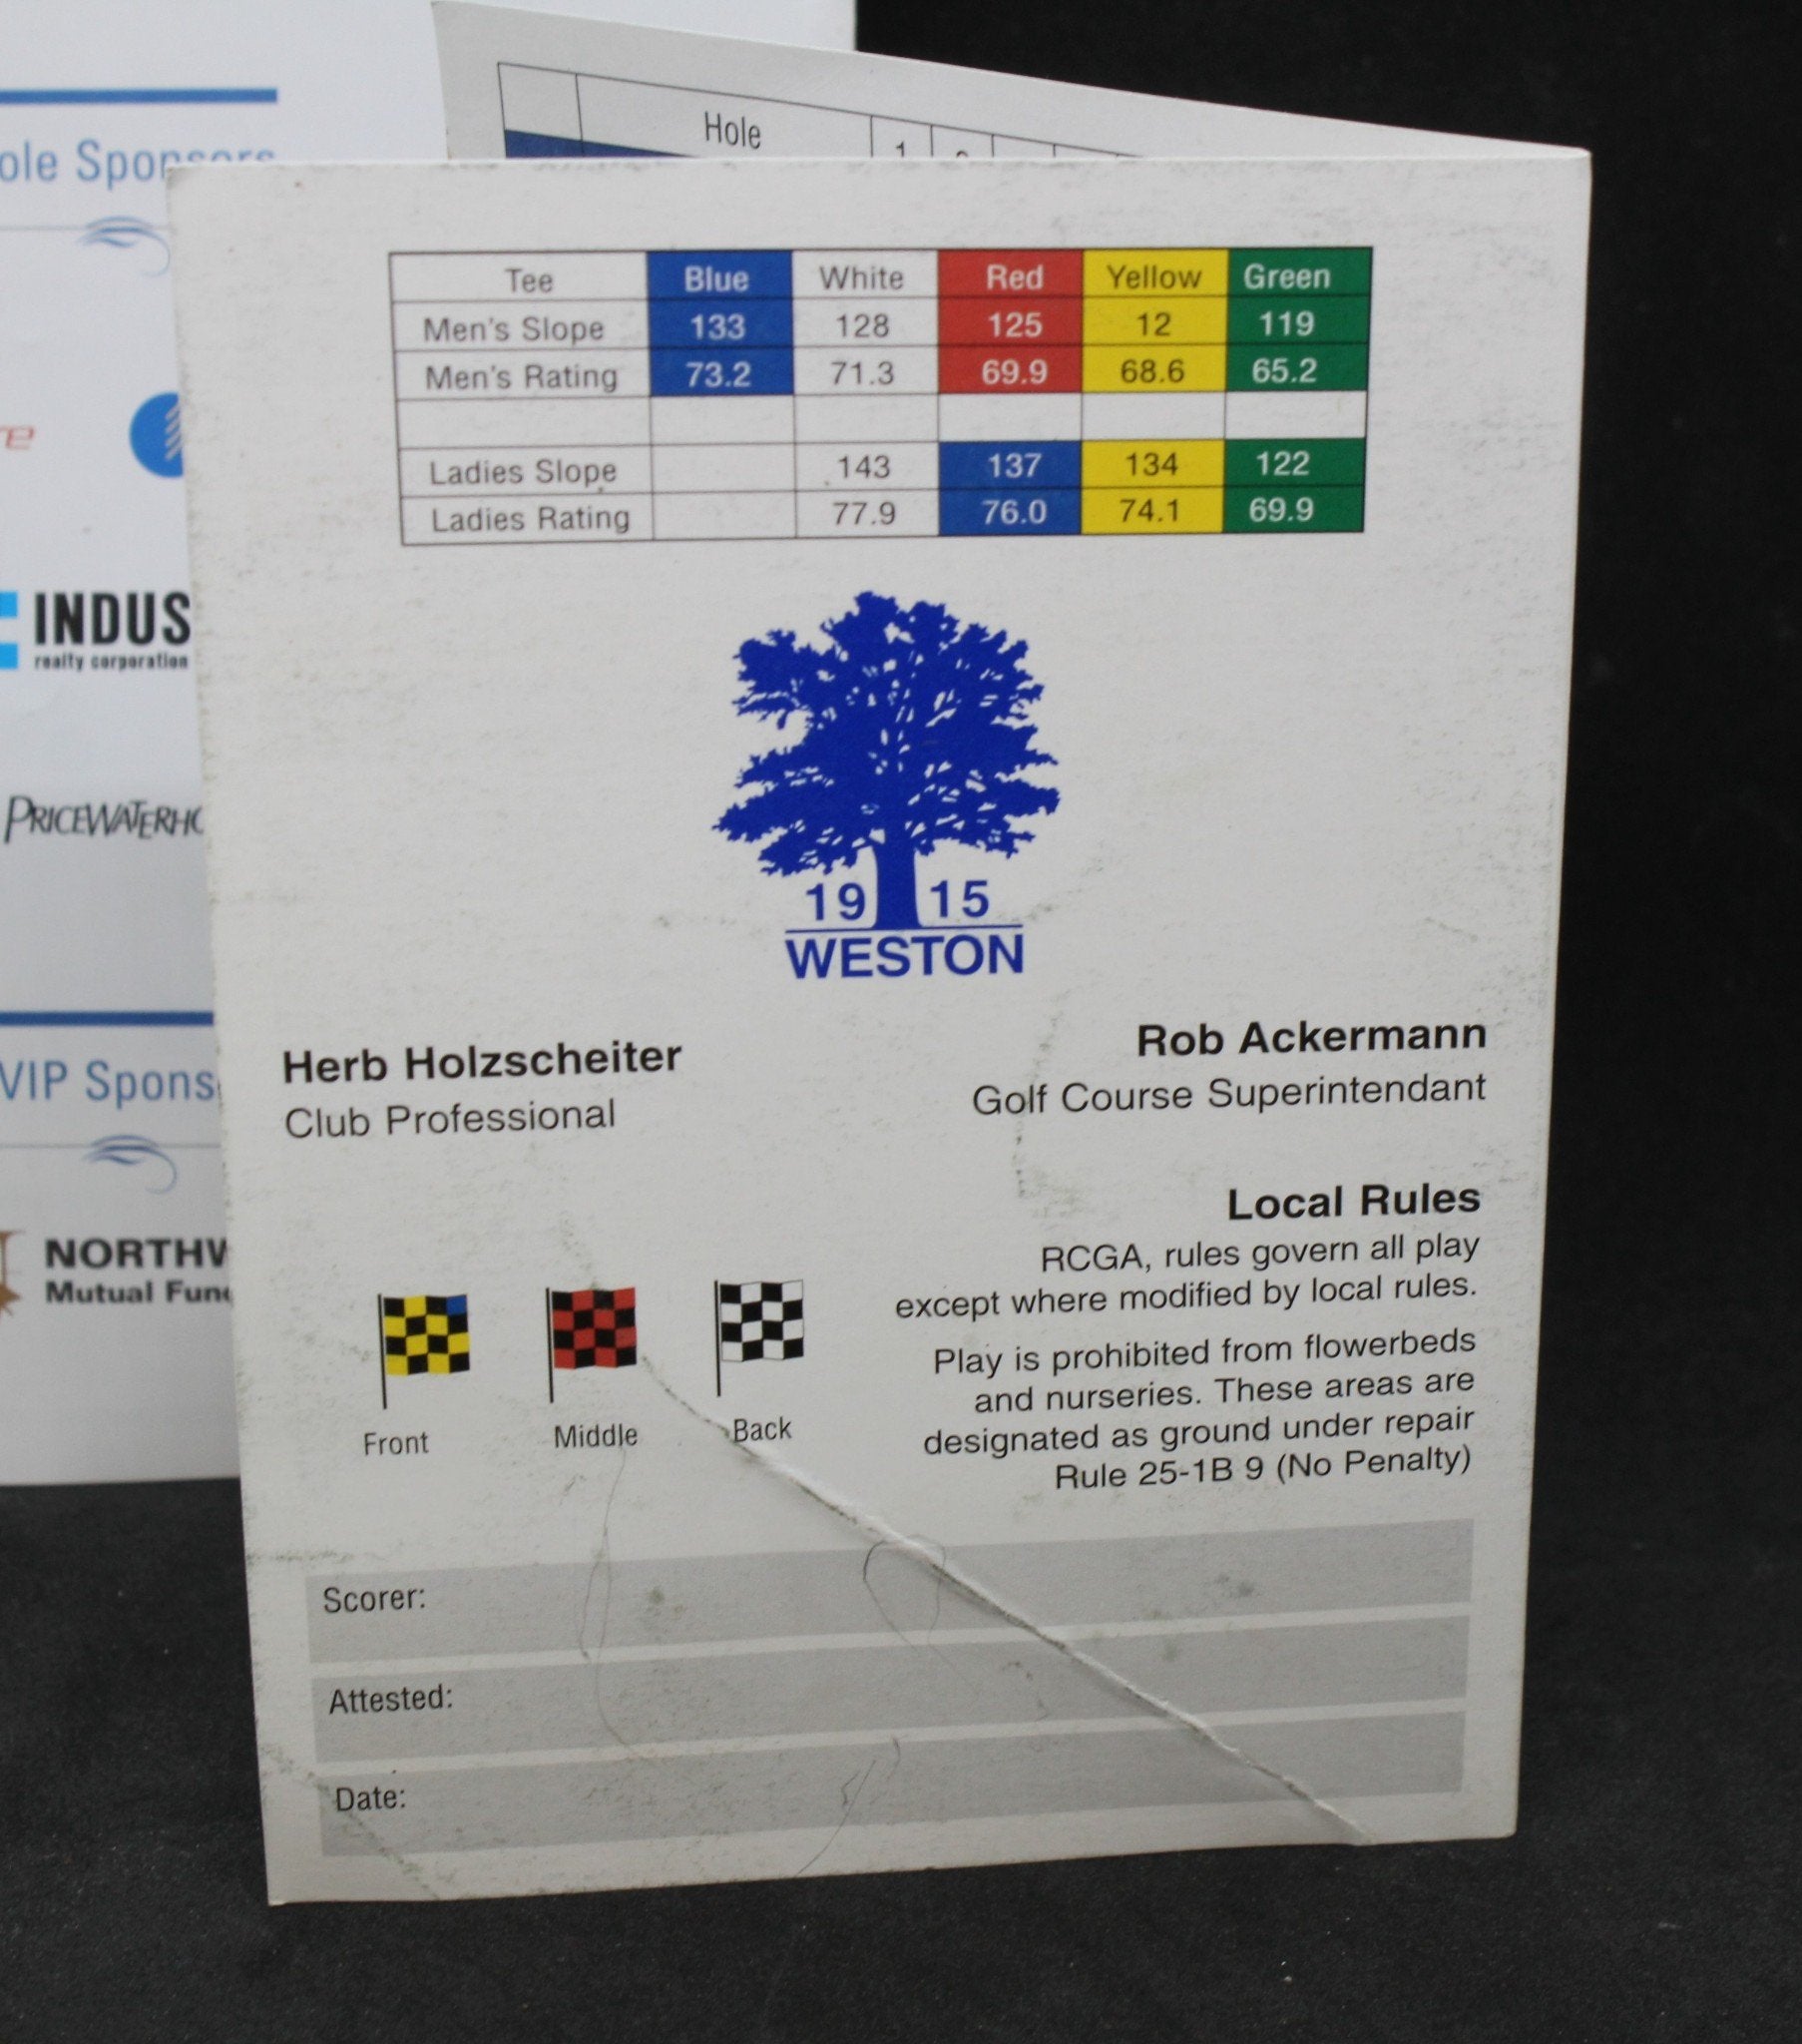 Sponsors
INDUS
realty corporation
VIP
NORTH
Mutual
Hole
1
Tee Blue White Red Yellow Green
Men's Slope 133 128 125 12 119
Men's Rating 73.2 71.3 69.9 68.6 65.2
Ladies Slope 143 137 134 122
Ladies Rating 77.9 76.0 74.1 69.9
19 15
WESTON
Herb Holzscheiter
Club Professional
Rob Ackermann
Golf Course Superintendant
Local Rules
RCGA, rules govern all play
except where modified by local rules.
Play is prohibited from flowerbeds
and nurseries. These areas are
designated as ground under repair
Rule 25-1B 9 (No Penalty)
Front Middle Back
Scorer:
Attested:
Date: